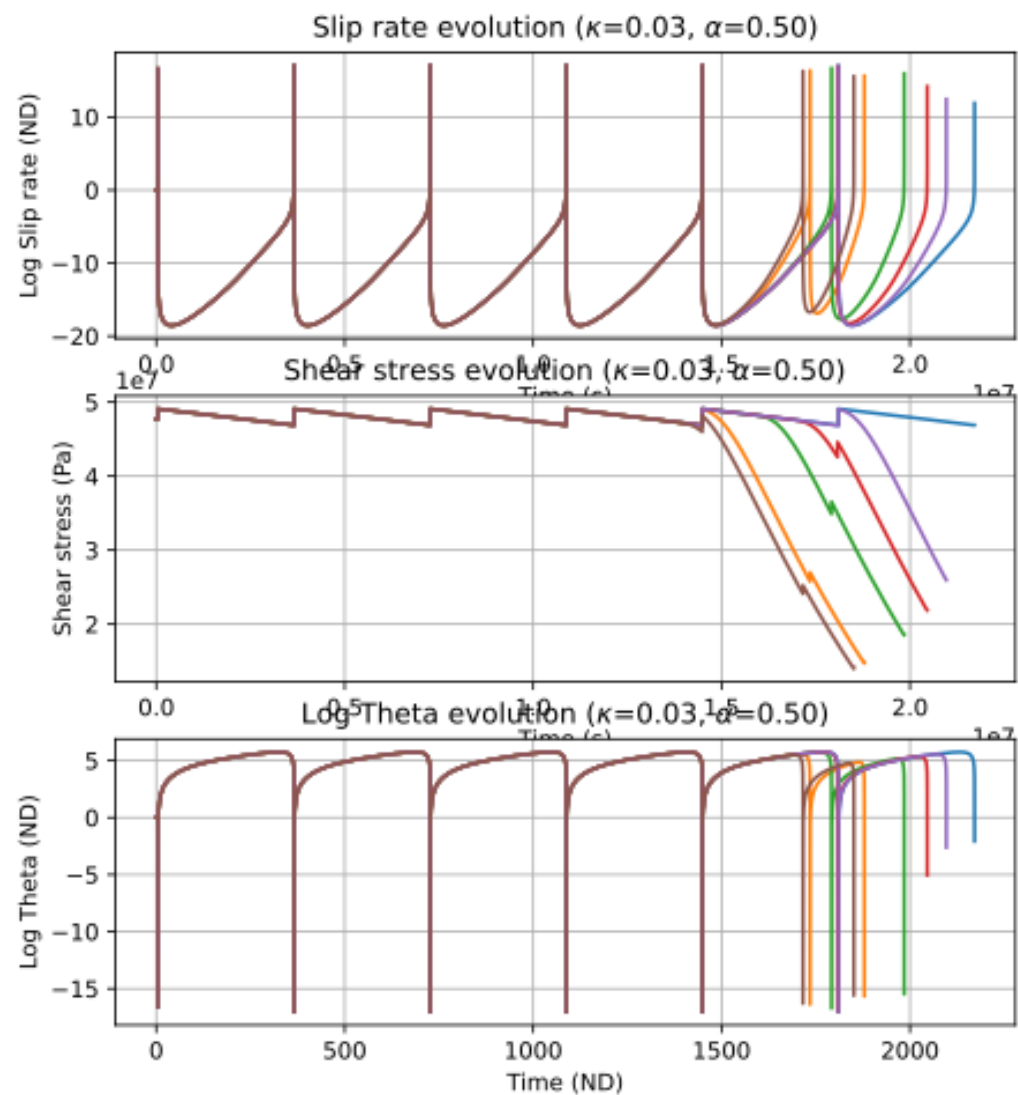 Slip rate evolution (κ=0.03, α=0.50)
Log Slip rate (ND)
10
0
−10
−20
0.0 0.5 1.0 1.5 2.0
Time (s)
1e7
1e7
Shear stress evolution (κ=0.03, α=0.50)
Shear stress (Pa)
5
4
3
2
0.0 0.5 1.0 1.5 2.0
Time (s)
1e7
Log Theta evolution (κ=0.03, α=0.50)
Log Theta (ND)
5
0
−5
−10
−15
0 500 1000 1500 2000
Time (ND)